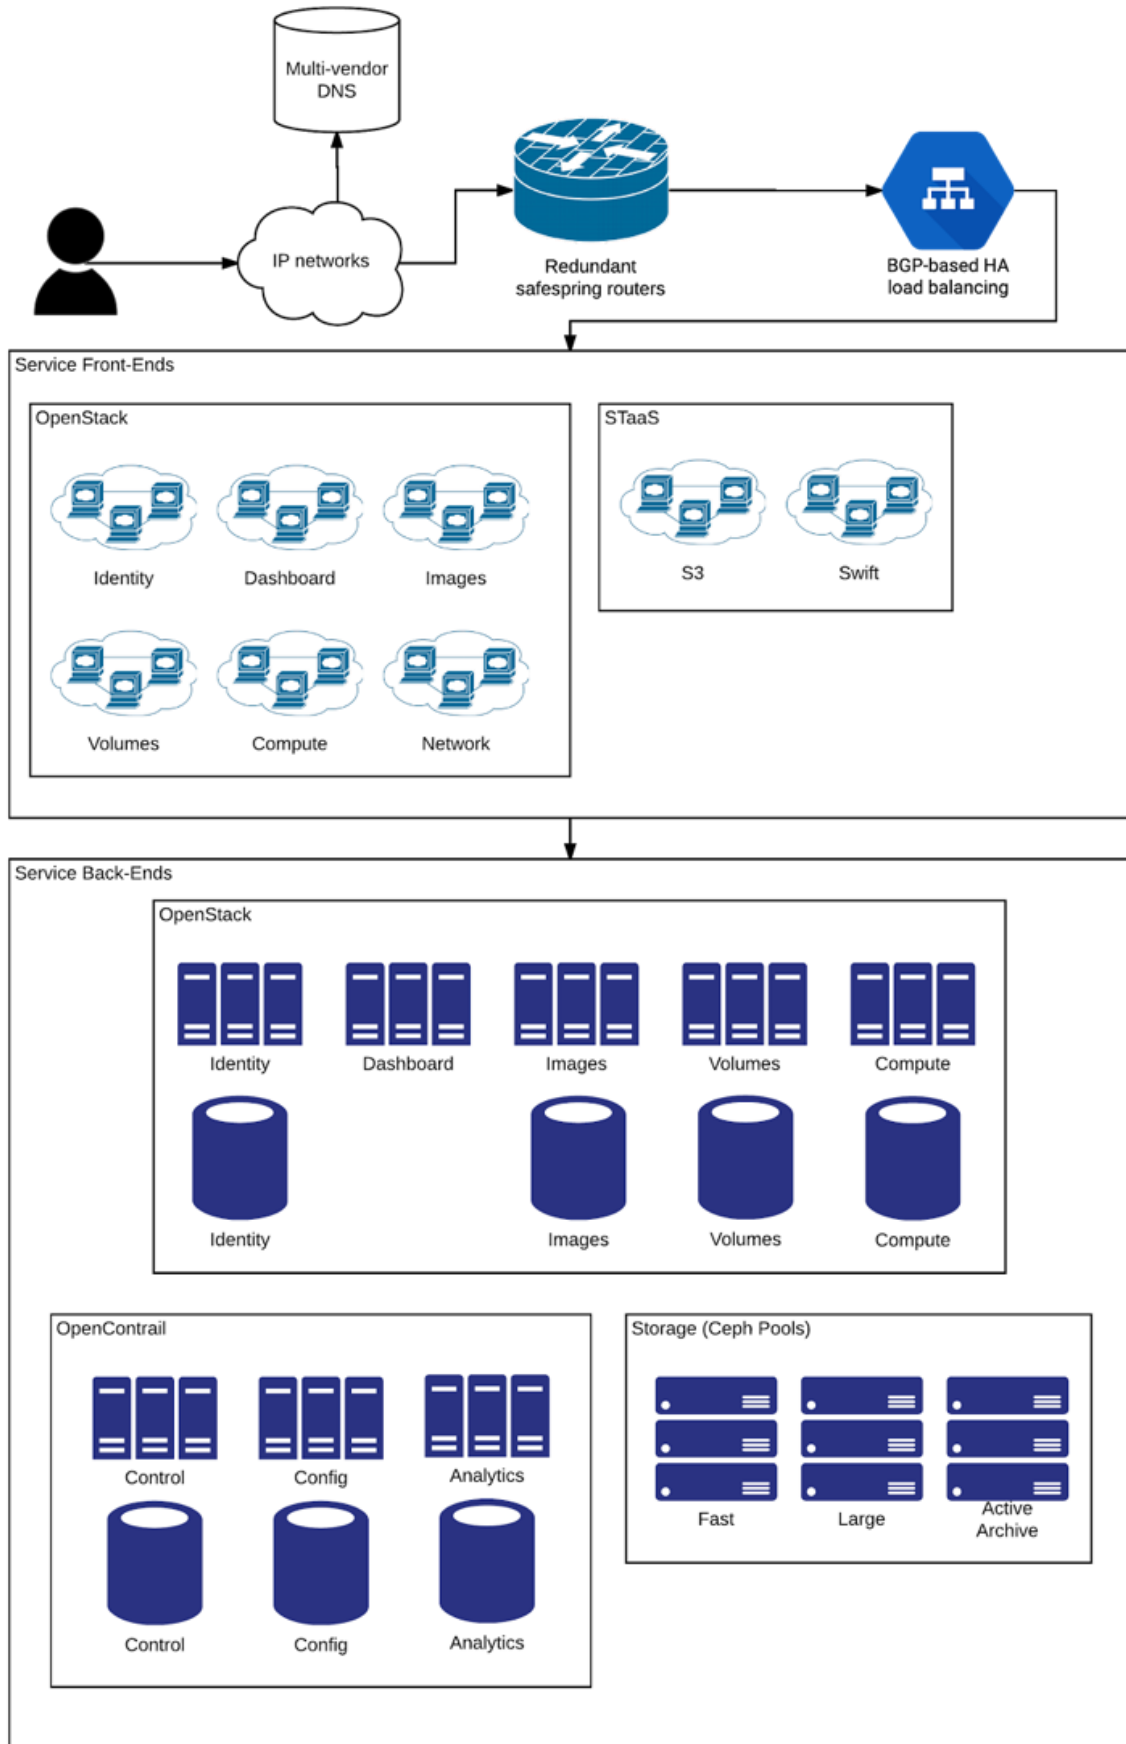 Multi-vendor
DNS
IP networks
Redundant
safespring routers
BGP-based HA
load balancing
Service Front-Ends
OpenStack
Identity
Dashboard
Images
Volumes
Compute
Network
STaaS
S3
Swift
Service Back-Ends
OpenStack
Identity
Dashboard
Images
Volumes
Compute
Identity
Images
Volumes
Compute
OpenContrail
Control
Config
Analytics
Control
Config
Analytics
Storage (Ceph Pools)
Fast
Large
Active
Archive